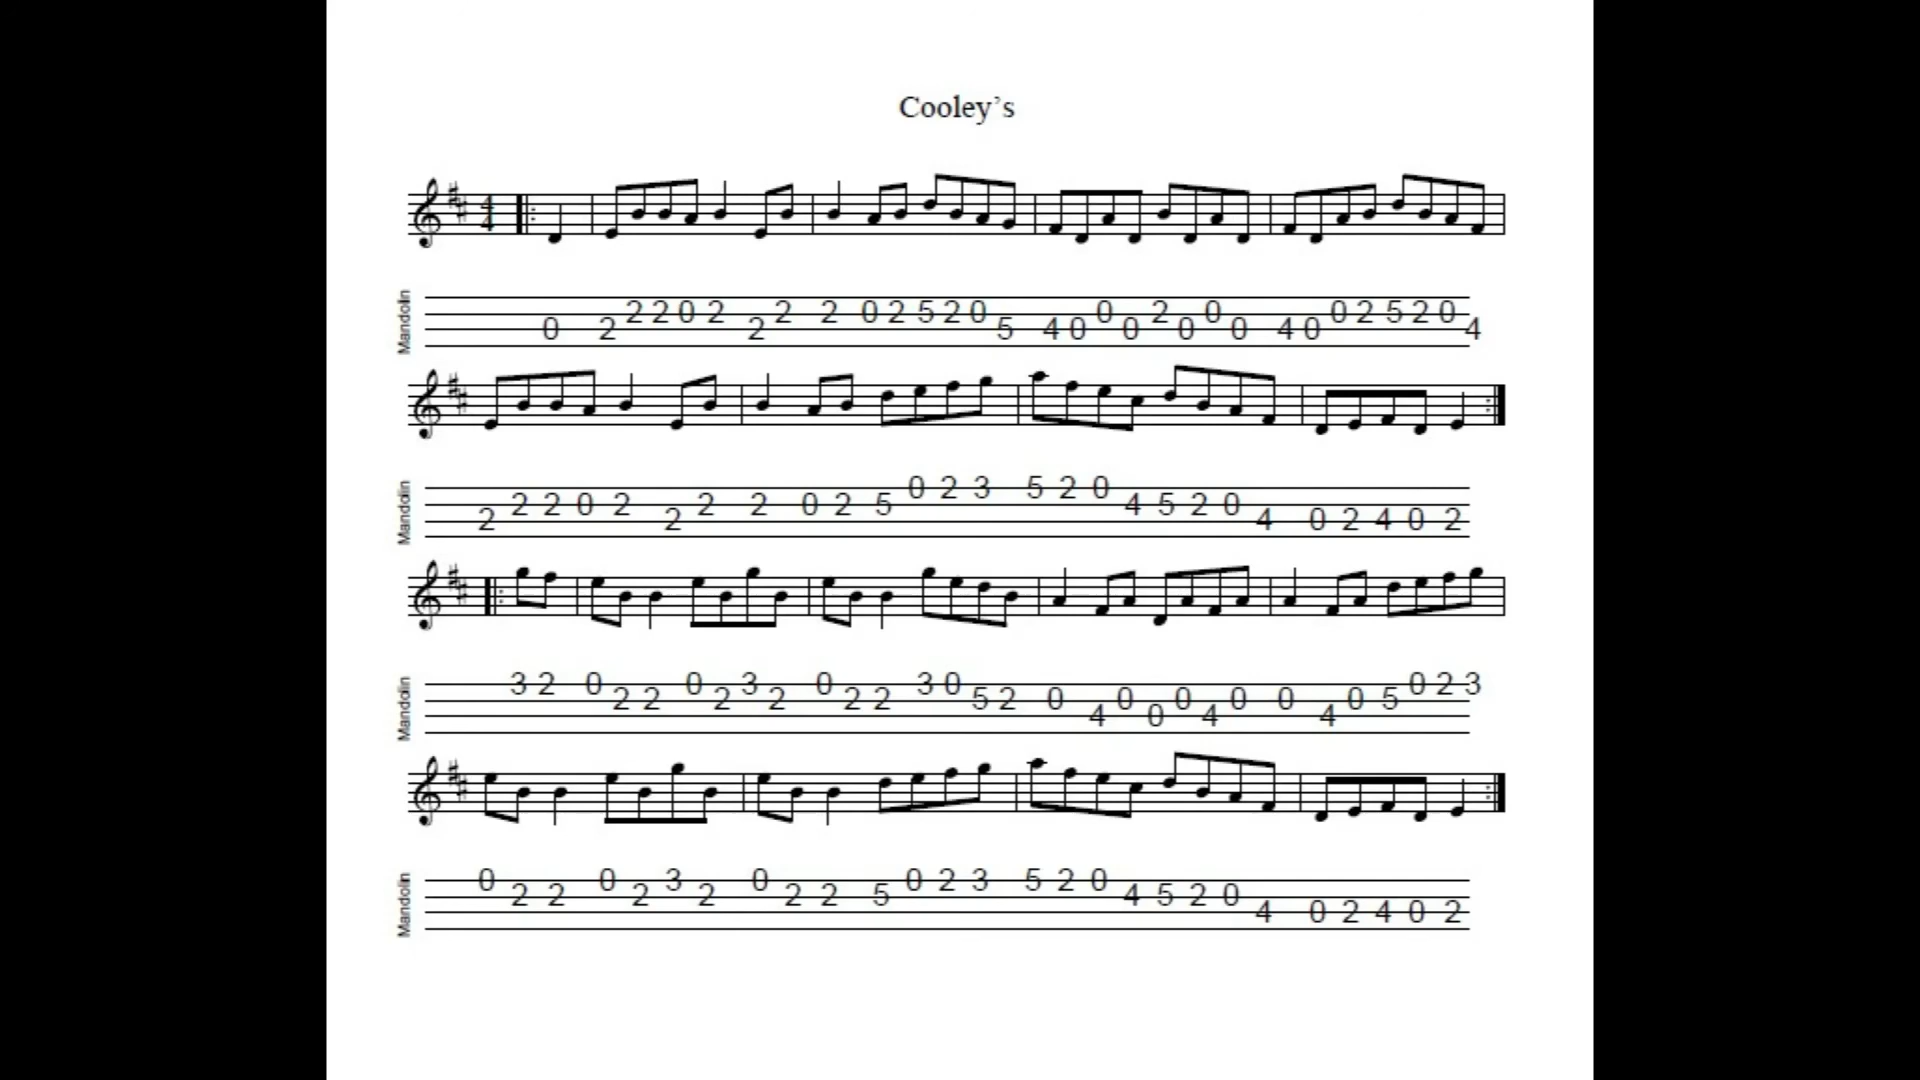 Cooley's
4
4
Mandolin
0 2 2 2 0 2 2 2 2 0 2 5 2 0 5 4 0 0 0 2 0 0 0 4 0 0 2 5 2 0 4
Mandolin
2 2 2 0 2 2 2 2 0 2 5 0 2 3 5 2 0 4 5 2 0 4 0 2 4 0 2
Mandolin
3 2 0 2 2 0 2 3 2 0 2 2 3 0 5 2 0 4 0 0 0 4 0 0 4 0 5 0 2 3
Mandolin
0 2 2 0 2 3 2 0 2 2 5 0 2 3 5 2 0 4 5 2 0 4 0 2 4 0 2